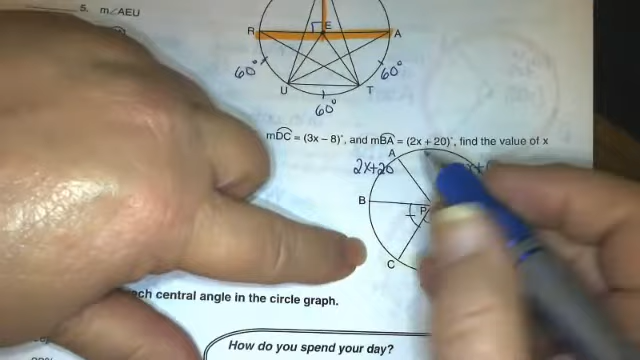 5. m∠AEU
R E A
60° 60°
U T
60°
mDC = (3x – 8)°, and mBA = (2x + 20)°, find the value of x
A
2x+20
B P
C
ch central angle in the circle graph.
How do you spend your day?